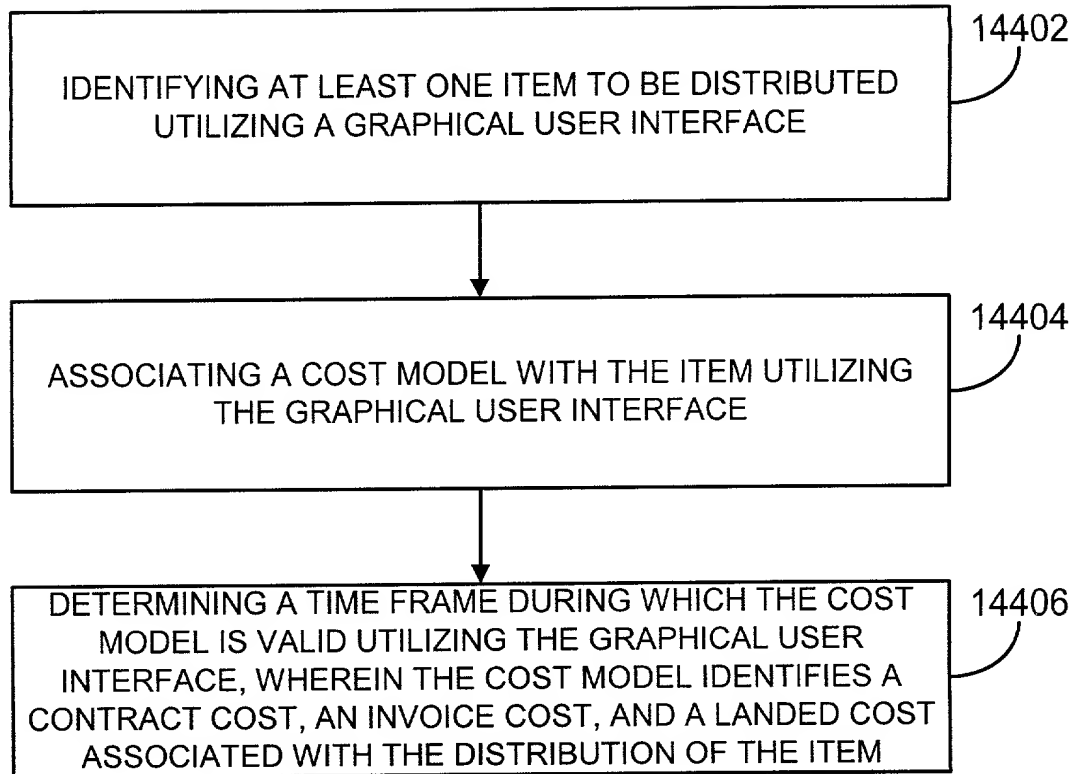 14402
IDENTIFYING AT LEAST ONE ITEM TO BE DISTRIBUTED
UTILIZING A GRAPHICAL USER INTERFACE
14404
ASSOCIATING A COST MODEL WITH THE ITEM UTILIZING
THE GRAPHICAL USER INTERFACE
14406
DETERMINING A TIME FRAME DURING WHICH THE COST
MODEL IS VALID UTILIZING THE GRAPHICAL USER
INTERFACE, WHEREIN THE COST MODEL IDENTIFIES A
CONTRACT COST, AN INVOICE COST, AND A LANDED COST
ASSOCIATED WITH THE DISTRIBUTION OF THE ITEM